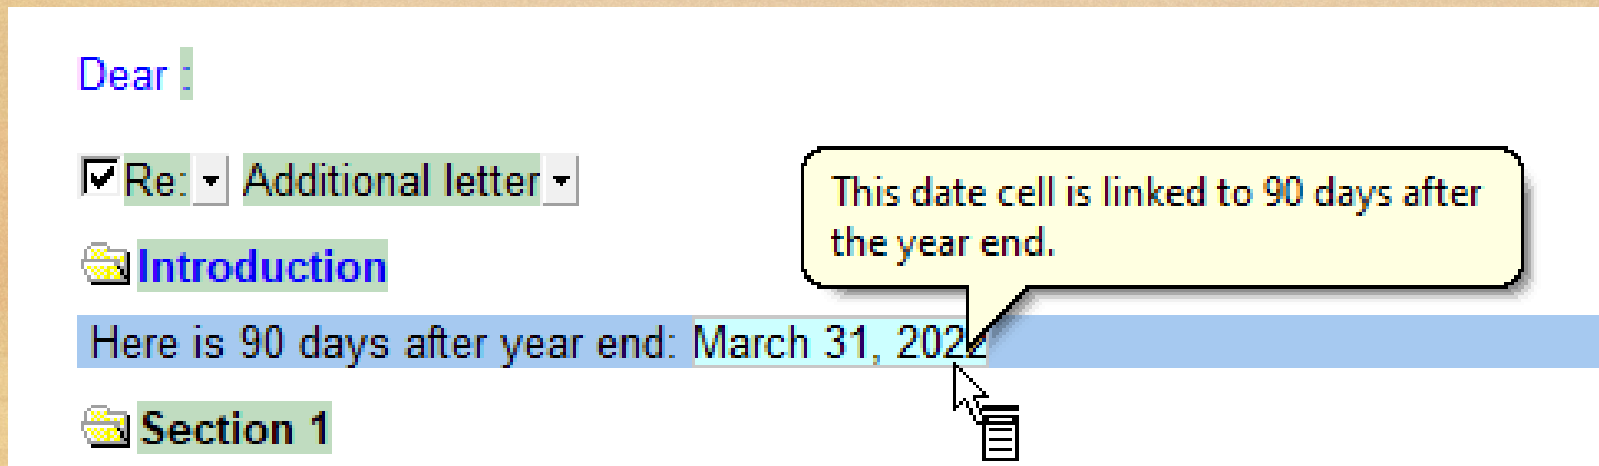 Dear :
Re: Additional letter
This date cell is linked to 90 days after
the year end.
Introduction
Here is 90 days after year end: March 31, 2022
Section 1